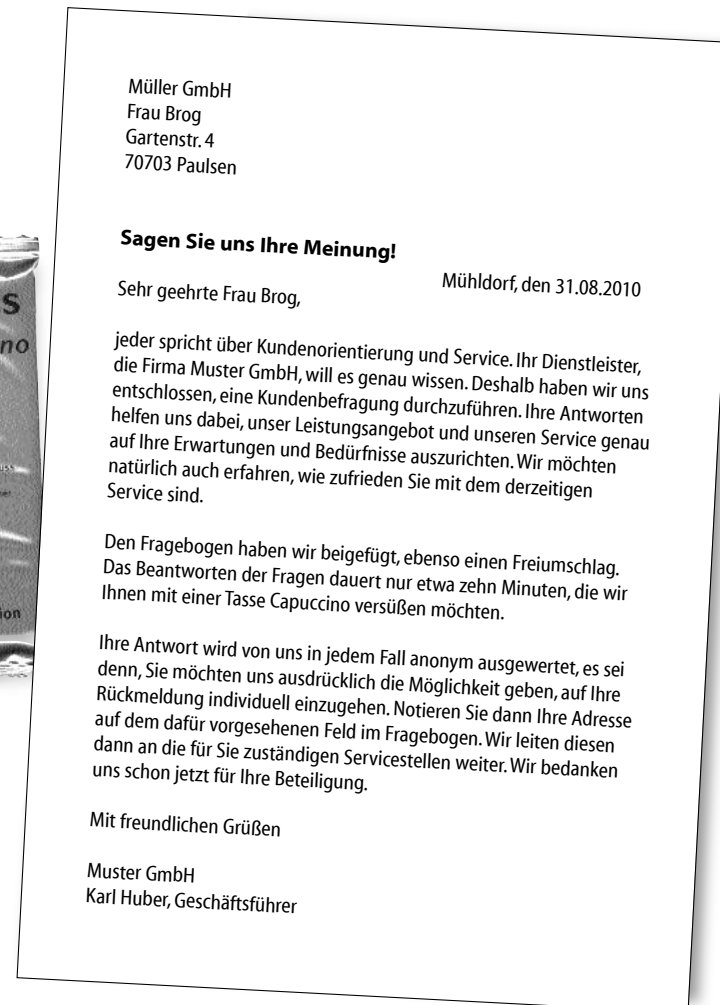 Müller GmbH
Frau Brog
Gartenstr. 4
70703 Paulsen
Sagen Sie uns Ihre Meinung!
Mühldorf, den 31.08.2010
Sehr geehrte Frau Brog,
jeder spricht über Kundenorientierung und Service. Ihr Dienstleister,
die Firma Muster GmbH, will es genau wissen. Deshalb haben wir uns
entschlossen, eine Kundenbefragung durchzuführen. Ihre Antworten
helfen uns dabei, unser Leistungsangebot und unseren Service genau
auf Ihre Erwartungen und Bedürfnisse auszurichten. Wir möchten
natürlich auch erfahren, wie zufrieden Sie mit dem derzeitigen
Service sind.
Den Fragebogen haben wir beigefügt, ebenso einen Freiumschlag.
Das Beantworten der Fragen dauert nur etwa zehn Minuten, die wir
Ihnen mit einer Tasse Capuccino versüßen möchten.
Ihre Antwort wird von uns in jedem Fall anonym ausgewertet, es sei
denn, Sie möchten uns ausdrücklich die Möglichkeit geben, auf Ihre
Rückmeldung individuell einzugehen. Notieren Sie dann Ihre Adresse
auf dem dafür vorgesehenen Feld im Fragebogen. Wir leiten diesen
dann an die für Sie zuständigen Servicestellen weiter. Wir bedanken
uns schon jetzt für Ihre Beteiligung.
Mit freundlichen Grüßen
Muster GmbH
Karl Huber, Geschäftsführer